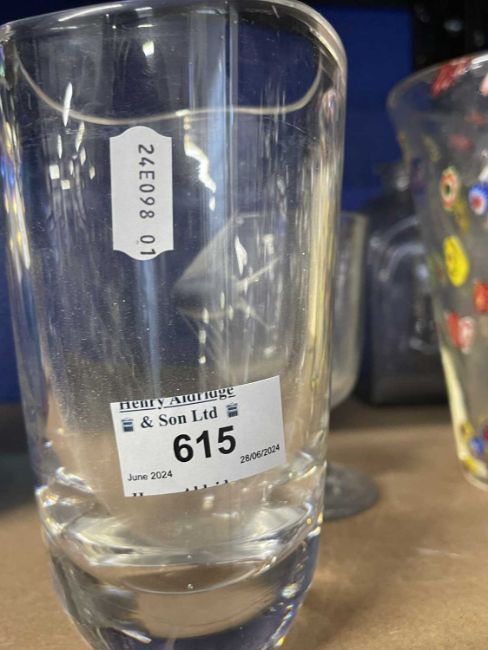 24E098 01
Henry Aldridge
& Son Ltd
615
June 2024
28/06/2024